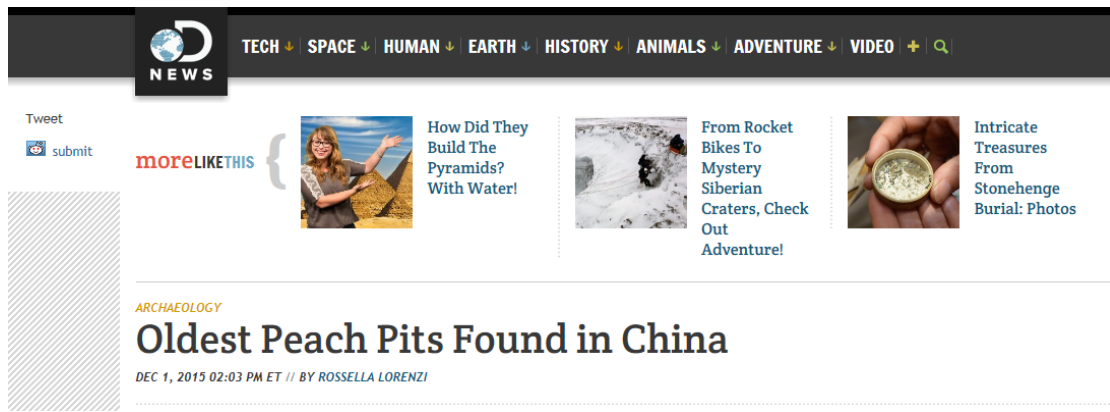 TECH SPACE HUMAN EARTH HISTORY ANIMALS ADVENTURE VIDEO +
D
NEWS
Tweet
submit
moreLIKETHIS
How Did They
Build The
Pyramids?
With Water!
From Rocket
Bikes To
Mystery
Siberian
Craters, Check
Out
Adventure!
Intricate
Treasures
From
Stonehenge
Burial: Photos
ARCHAEOLOGY
Oldest Peach Pits Found in China
DEC 1, 2015 02:03 PM ET // BY ROSSELLA LORENZI